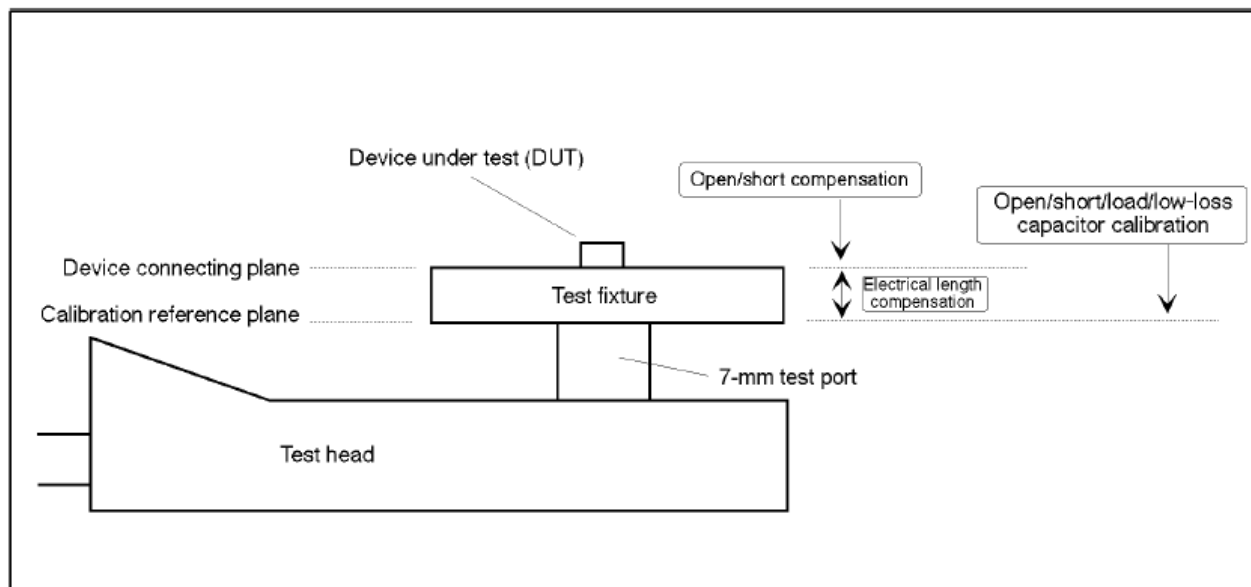 Device under test (DUT)
Open/short compensation
Open/short/load/low-loss
capacitor calibration
Device connecting plane
Test fixture
Electrical length
compensation
Calibration reference plane
7-mm test port
Test head